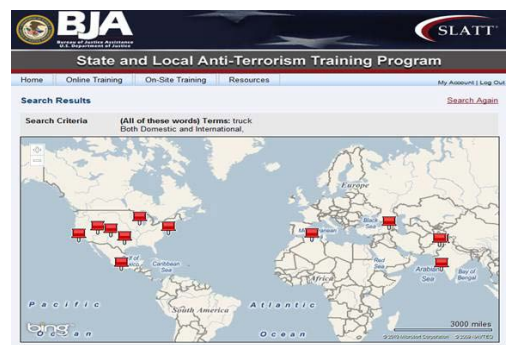 BJA
Bureau of Justice Assistance
U.S. Department of Justice
SLATT
State and Local Anti-Terrorism Training Program
Home Online Training On-Site Training Resources
My Account | Log Out
Search Results
Search Again
Search Criteria (All of these words) Terms: truck
Both Domestic and International,
Europe
Black Sea
Caribbean Sea
Red Sea
Arabian Sea
Bay of Bengal
Africa
South America
Pacific Ocean
Atlantic Ocean
bing
3000 miles